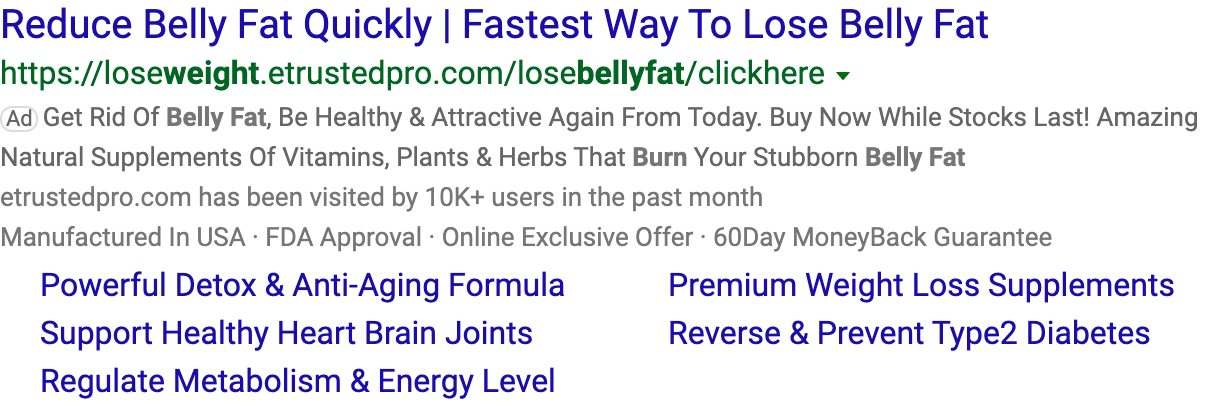 Reduce Belly Fat Quickly | Fastest Way To Lose Belly Fat
https://loseweight.etrustedpro.com/losebellyfat/clickhere
Ad Get Rid Of Belly Fat, Be Healthy & Attractive Again From Today. Buy Now While Stocks Last! Amazing
Natural Supplements Of Vitamins, Plants & Herbs That Burn Your Stubborn Belly Fat
etrustedpro.com has been visited by 10K+ users in the past month
Manufactured In USA · FDA Approval · Online Exclusive Offer · 60Day MoneyBack Guarantee
Powerful Detox & Anti-Aging Formula
Premium Weight Loss Supplements
Support Healthy Heart Brain Joints
Reverse & Prevent Type2 Diabetes
Regulate Metabolism & Energy Level